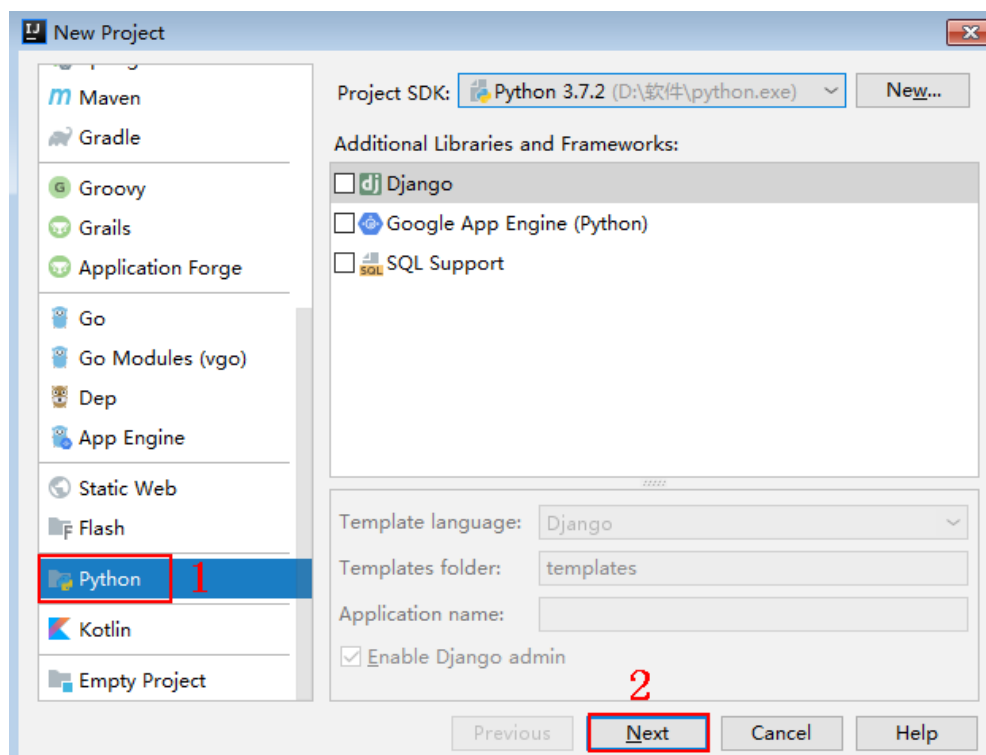 New Project
Maven
Gradle
Groovy
Grails
Application Forge
Go
Go Modules (vgo)
Dep
App Engine
Static Web
Flash
Python 1
Kotlin
Empty Project
Project SDK: Python 3.7.2 (D:\软件\python.exe) New...
Additional Libraries and Frameworks:
dj Django
Google App Engine (Python)
SQL SQL Support
Template language: Django
Templates folder: templates
Application name:
Enable Django admin
2
Previous Next Cancel Help